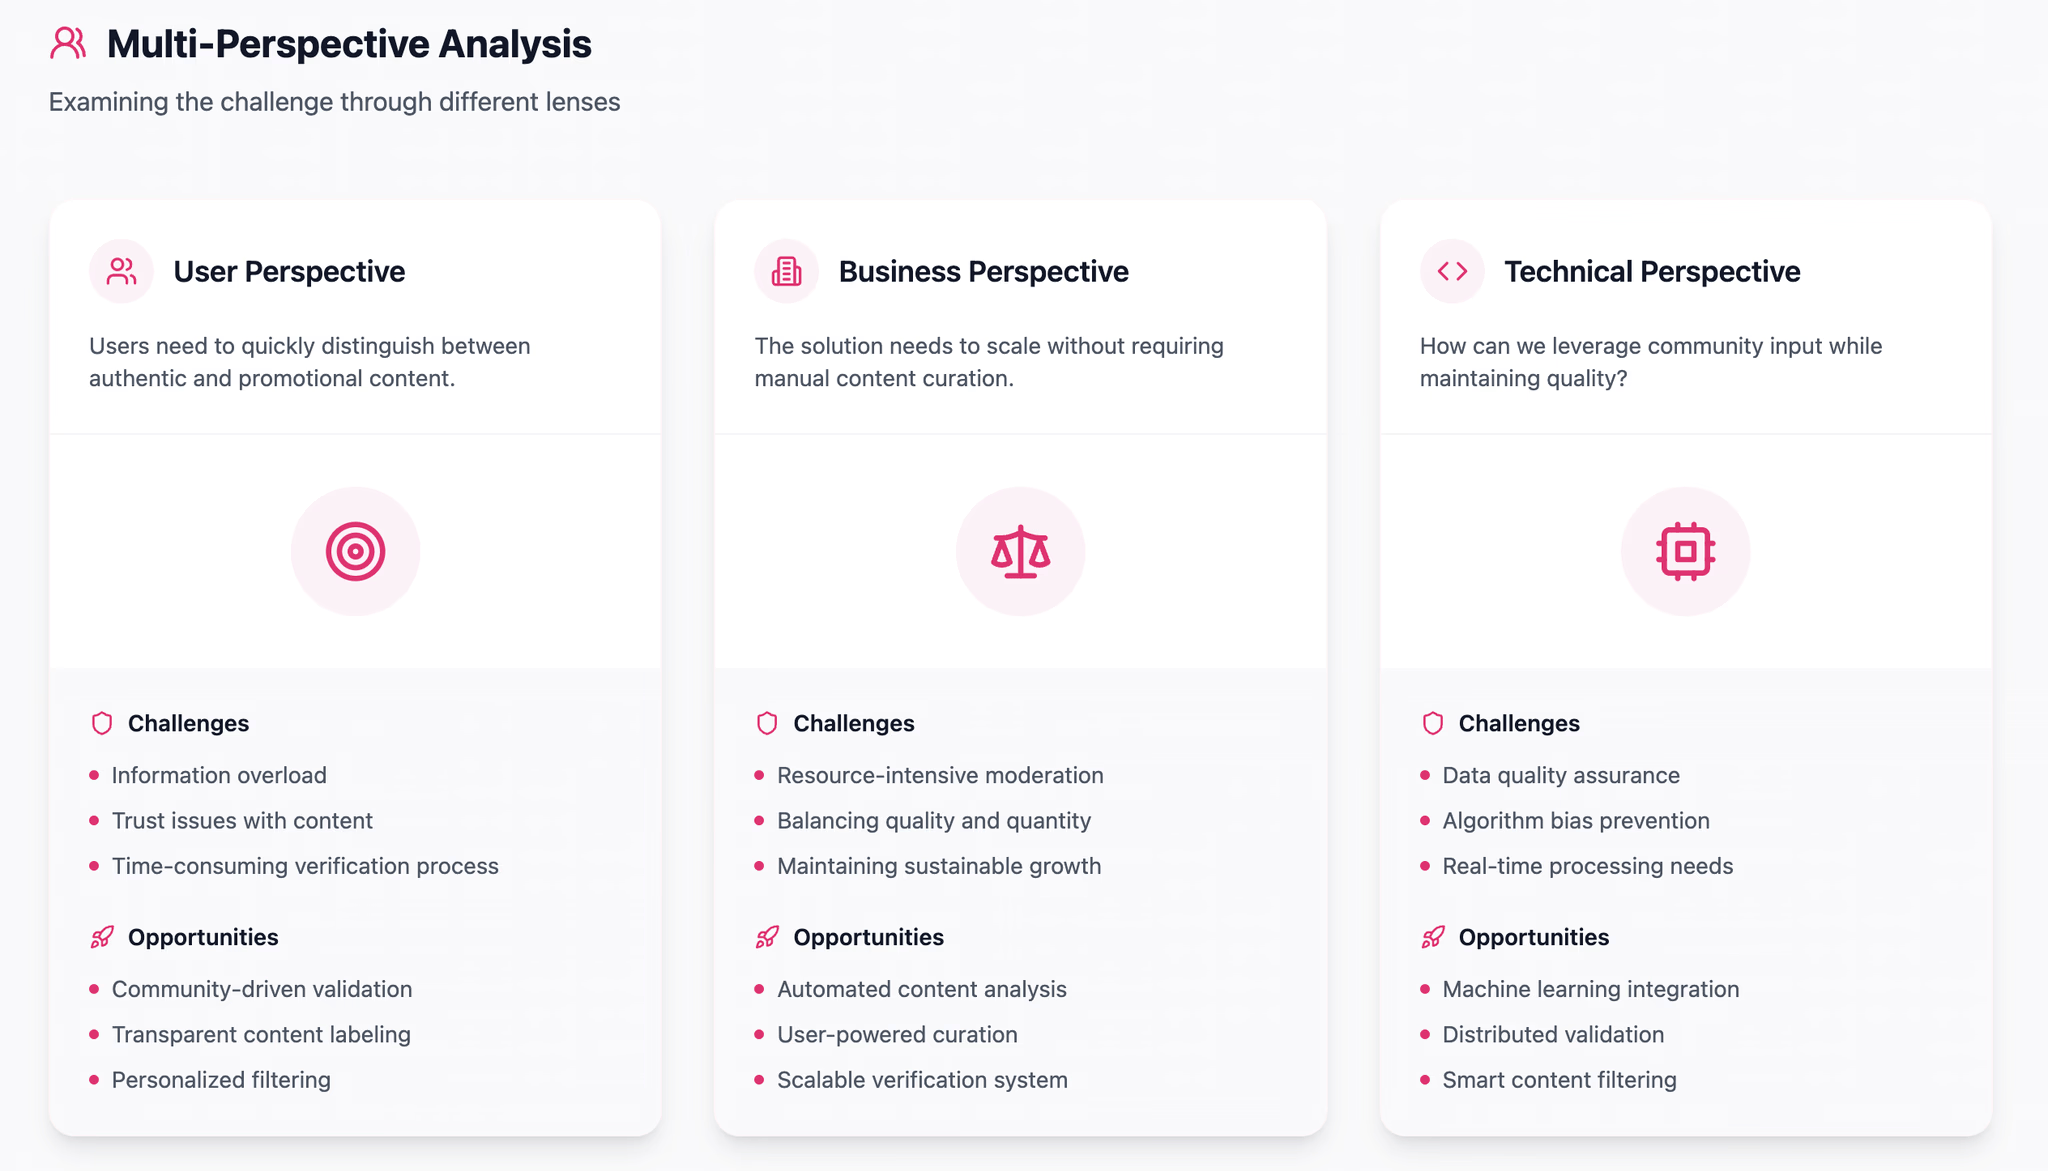 Multi-Perspective Analysis
Examining the challenge through different lenses
User Perspective
Users need to quickly distinguish between
authentic and promotional content.
Challenges
Information overload
Trust issues with content
Time-consuming verification process
Opportunities
Community-driven validation
Transparent content labeling
Personalized filtering
Business Perspective
The solution needs to scale without requiring
manual content curation.
Challenges
Resource-intensive moderation
Balancing quality and quantity
Maintaining sustainable growth
Opportunities
Automated content analysis
User-powered curation
Scalable verification system
Technical Perspective
How can we leverage community input while
maintaining quality?
Challenges
Data quality assurance
Algorithm bias prevention
Real-time processing needs
Opportunities
Machine learning integration
Distributed validation
Smart content filtering